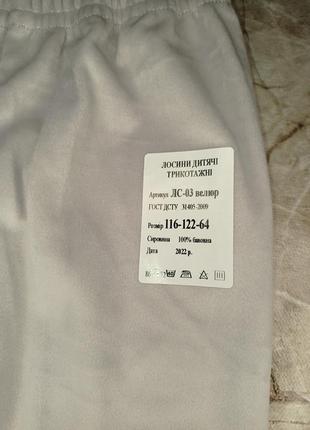 ЛОСИНИ ДИТЯЧІ
ТРИКОТАЖНІ
Артикул ЛС-03 велюр
ГОСТ ДСТУ 31405-2009
Розмір 116-122-64
Сировина 100% бавовна
Дата 2022 р.